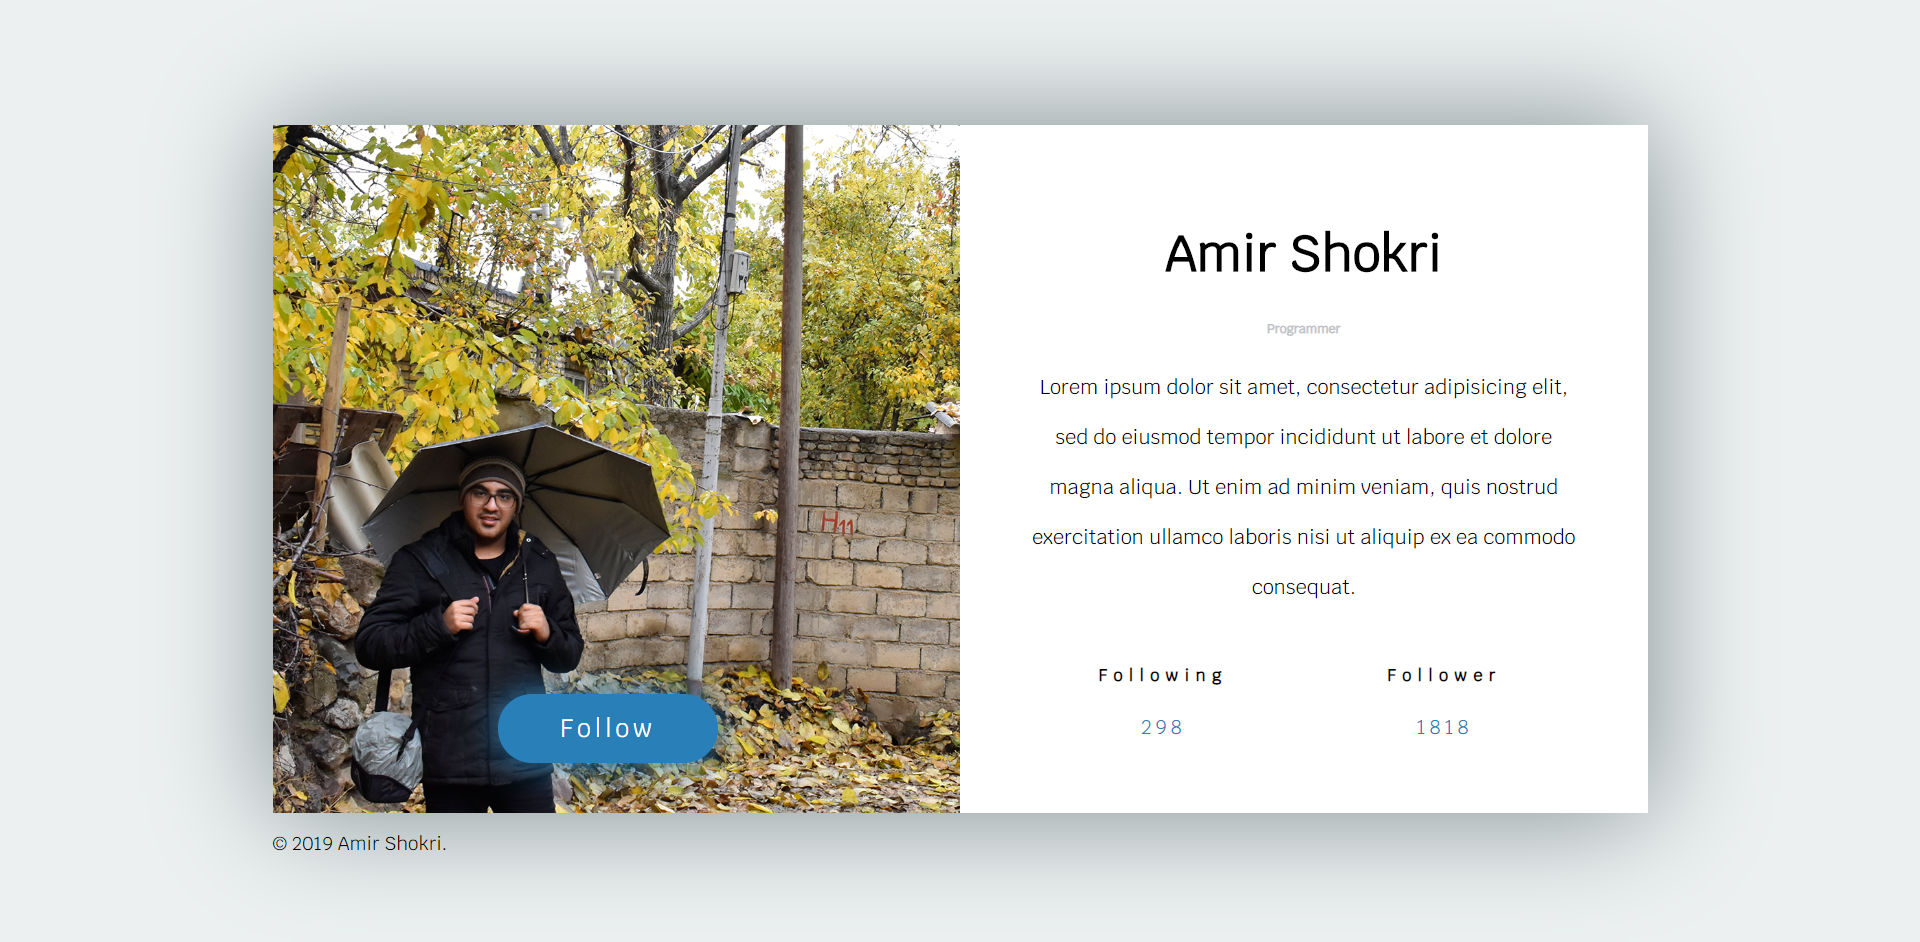 H11
Follow
Amir Shokri
Programmer
Lorem ipsum dolor sit amet, consectetur adipisicing elit,
sed do eiusmod tempor incididunt ut labore et dolore
magna aliqua. Ut enim ad minim veniam, quis nostrud
exercitation ullamco laboris nisi ut aliquip ex ea commodo
consequat.
Following
Follower
298
1818
© 2019 Amir Shokri.